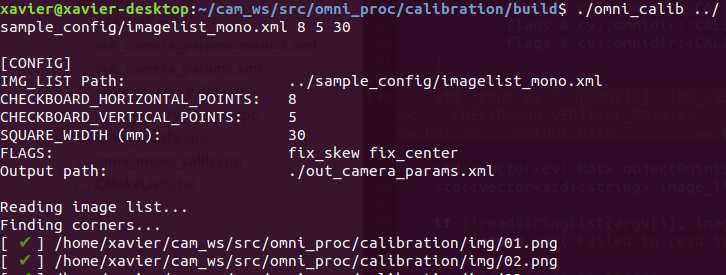 xavier@xavier-desktop:~/cam_ws/src/omni_proc/calibration/build$ ./omni_calib ../
sample_config/imagelist_mono.xml 8 5 30
[CONFIG]
IMG_LIST Path: ../sample_config/imagelist_mono.xml
CHECKBOARD_HORIZONTAL_POINTS: 8
CHECKBOARD_VERTICAL_POINTS: 5
SQUARE_WIDTH (mm): 30
FLAGS: fix_skew fix_center
Output path: ./out_camera_params.xml
Reading image list...
Finding corners...
[ ✔ ] /home/xavier/cam_ws/src/omni_proc/calibration/img/01.png
[ ✔ ] /home/xavier/cam_ws/src/omni_proc/calibration/img/02.png